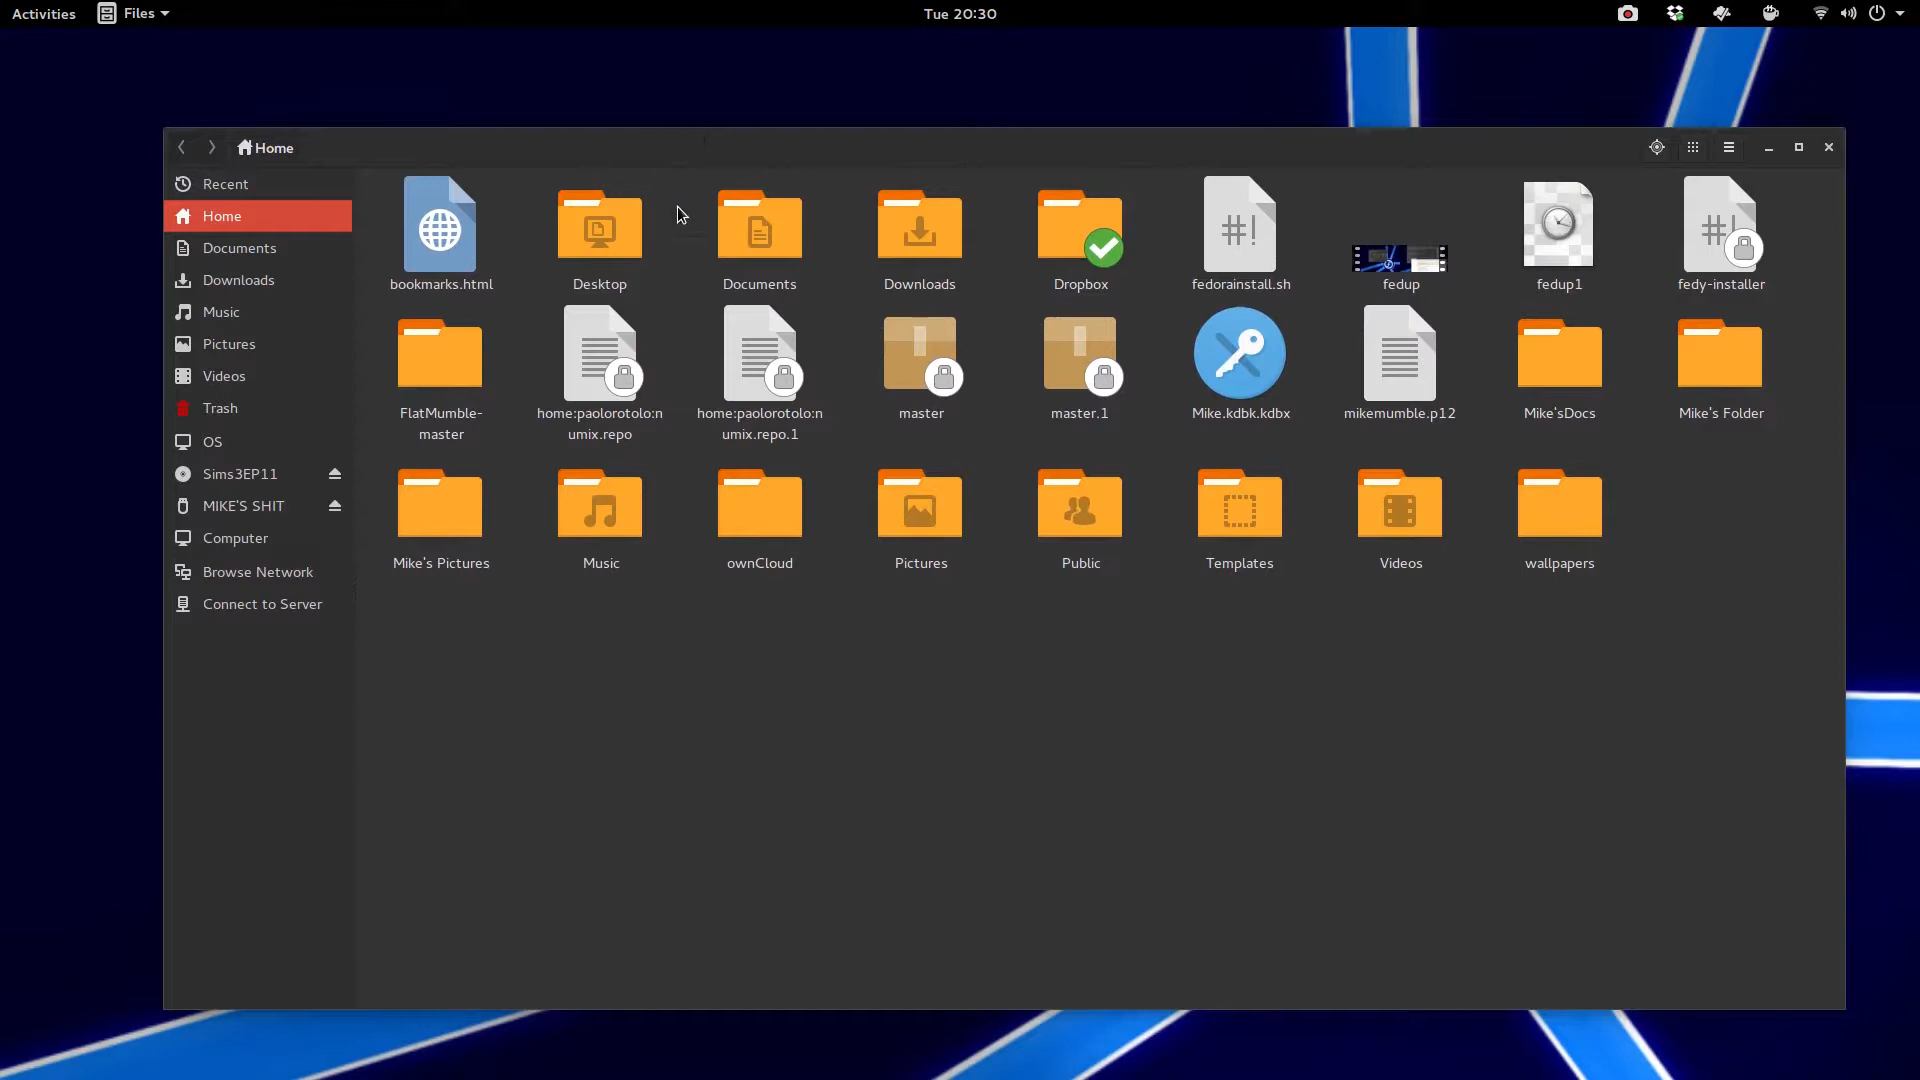 Activities Files Tue 20:30
Home
Recent
Home
Documents
Downloads
Music
Pictures
Videos
Trash
OS
Sims3EP11
MIKE'S SHIT
Computer
Browse Network
Connect to Server
bookmarks.html Desktop Documents Downloads Dropbox fedorainstall.sh fedup fedup1 fedy-installer
#! #!
FlatMumble-
master
home:paolorotolo:n
umix.repo
home:paolorotolo:n
umix.repo.1
master master.1 Mike.kdbk.kdbx mikemumble.p12 Mike'sDocs Mike's Folder
Mike's Pictures Music ownCloud Pictures Public Templates Videos wallpapers